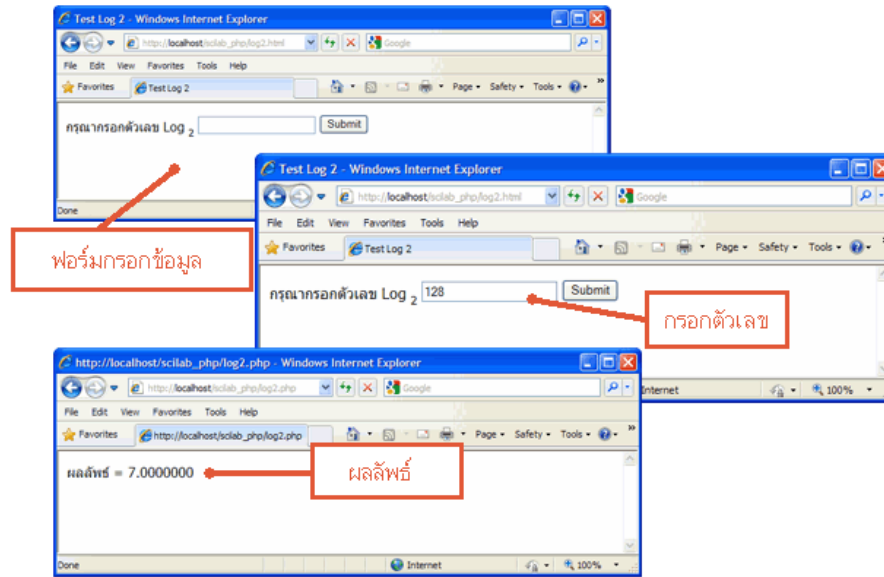 Test Log 2 - Windows Internet Explorer
http://localhost/scilab_php/log2.html
Google
File Edit View Favorites Tools Help
Favorites
Test Log 2
Page
Safety
Tools
»
กรุณากรอกตัวเลข Log 2
Submit
Done
ฟอร์มกรอกข้อมูล
Test Log 2 - Windows Internet Explorer
http://localhost/scilab_php/log2.html
Google
File Edit View Favorites Tools Help
Favorites
Test Log 2
Page
Safety
Tools
กรุณากรอกตัวเลข Log 2 128
Submit
กรอกตัวเลข
Internet
100%
http://localhost/scilab_php/log2.php - Windows Internet Explorer
http://localhost/scilab_php/log2.php
Google
File Edit View Favorites Tools Help
Favorites
http://localhost/scilab_php/log2.php
Page
Safety
Tools
»
ผลลัพธ์ = 7.0000000
ผลลัพธ์
Done
Internet
100%